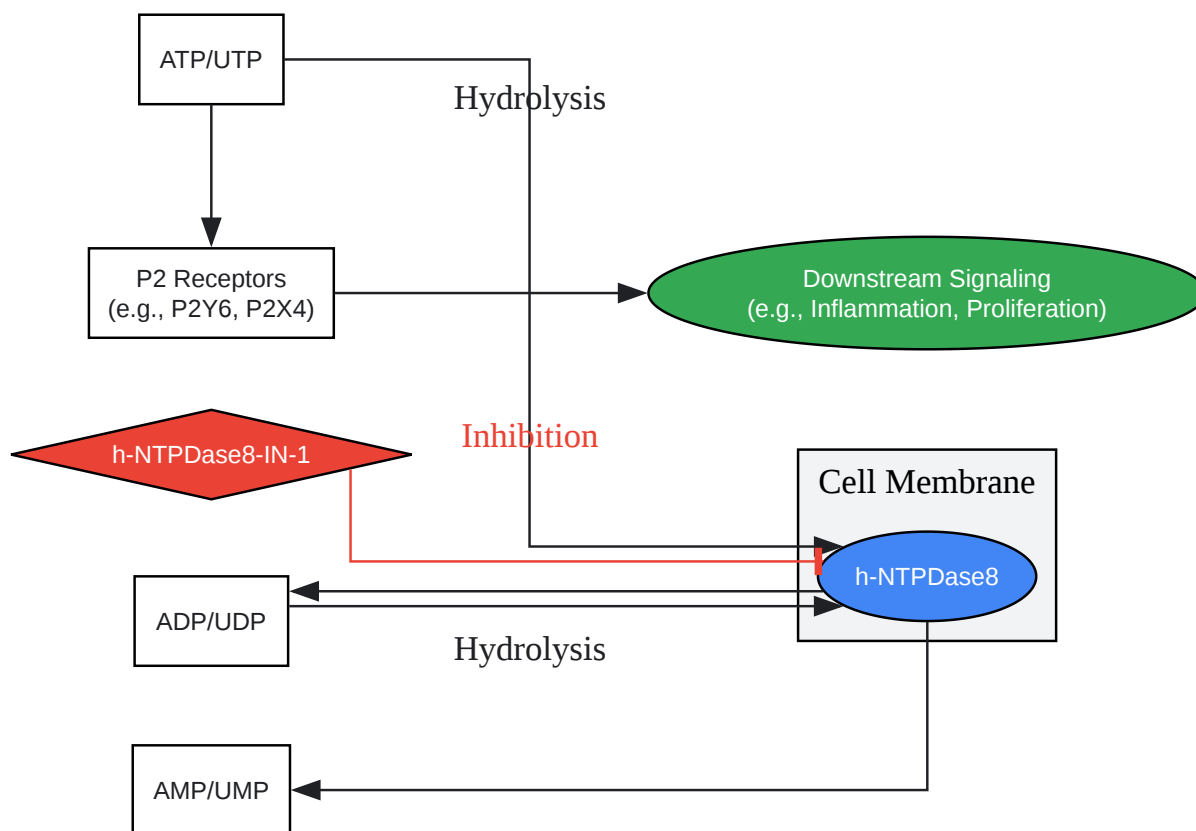 ATP/UTP
Hydrolysis
P2 Receptors
(e.g., P2Y6, P2X4)
Downstream Signaling
(e.g., Inflammation, Proliferation)
h-NTPDase8-IN-1
Inhibition
Cell Membrane
h-NTPDase8
ADP/UDP
Hydrolysis
AMP/UMP